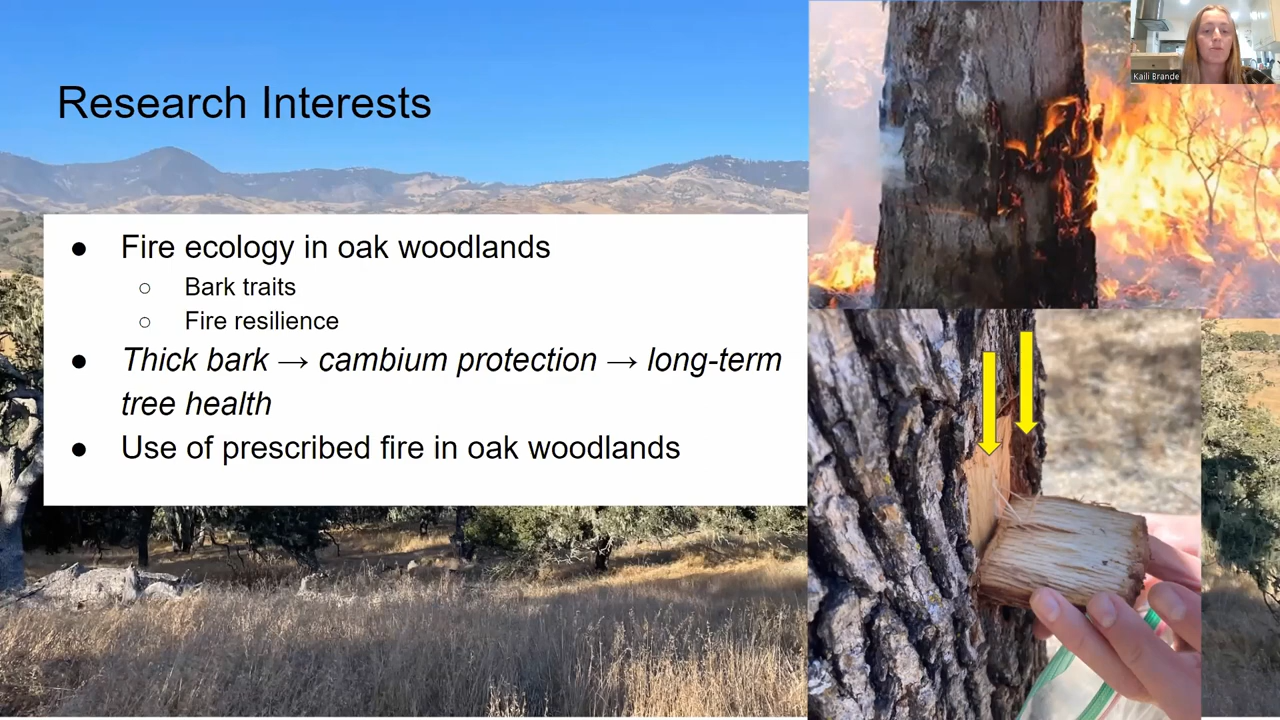 Research Interests
Kaili Brande
● Fire ecology in oak woodlands
○ Bark traits
○ Fire resilience
● Thick bark → cambium protection → long-term
tree health
● Use of prescribed fire in oak woodlands